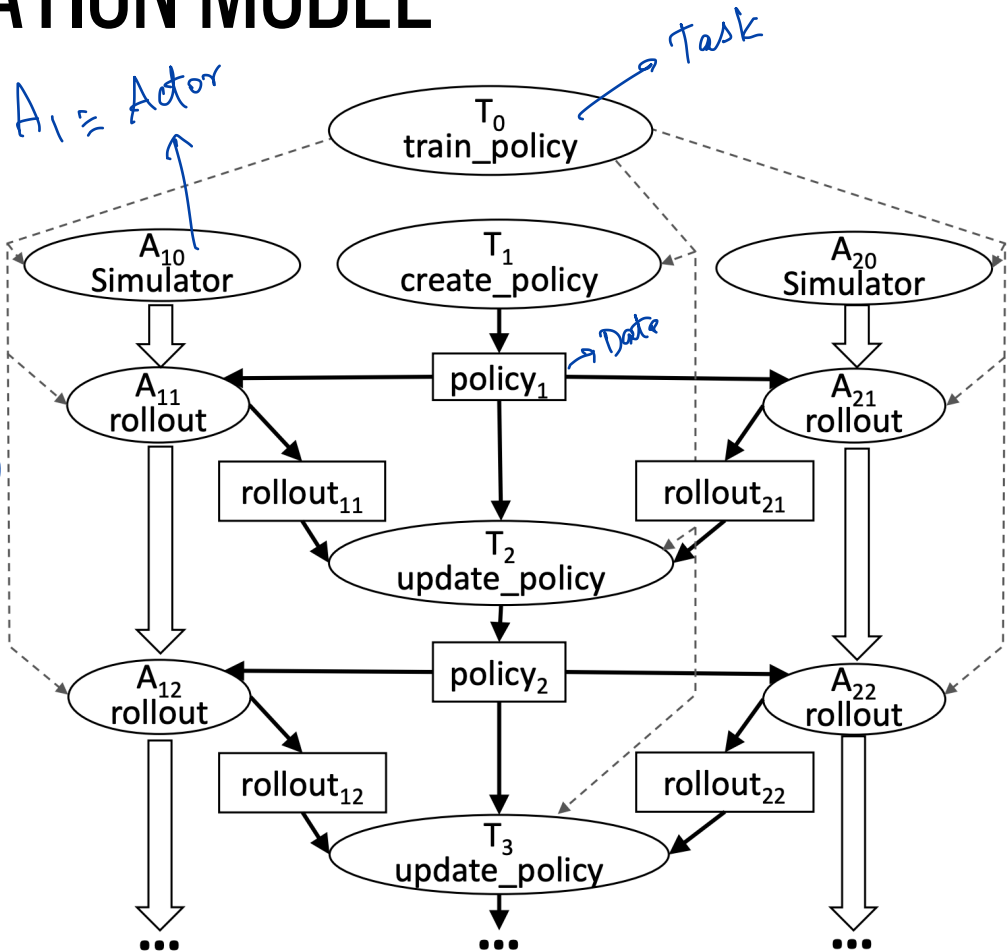 ATION MODEL
A₁ ≡ Actor
Task
T₀
train_policy
A₁₀
Simulator
T₁
create_policy
A₂₀
Simulator
Data
policy₁
A₁₁
rollout
A₂₁
rollout
rollout₁₁
rollout₂₁
T₂
update_policy
policy₂
A₁₂
rollout
A₂₂
rollout
rollout₁₂
rollout₂₂
T₃
update_policy
...
...
...